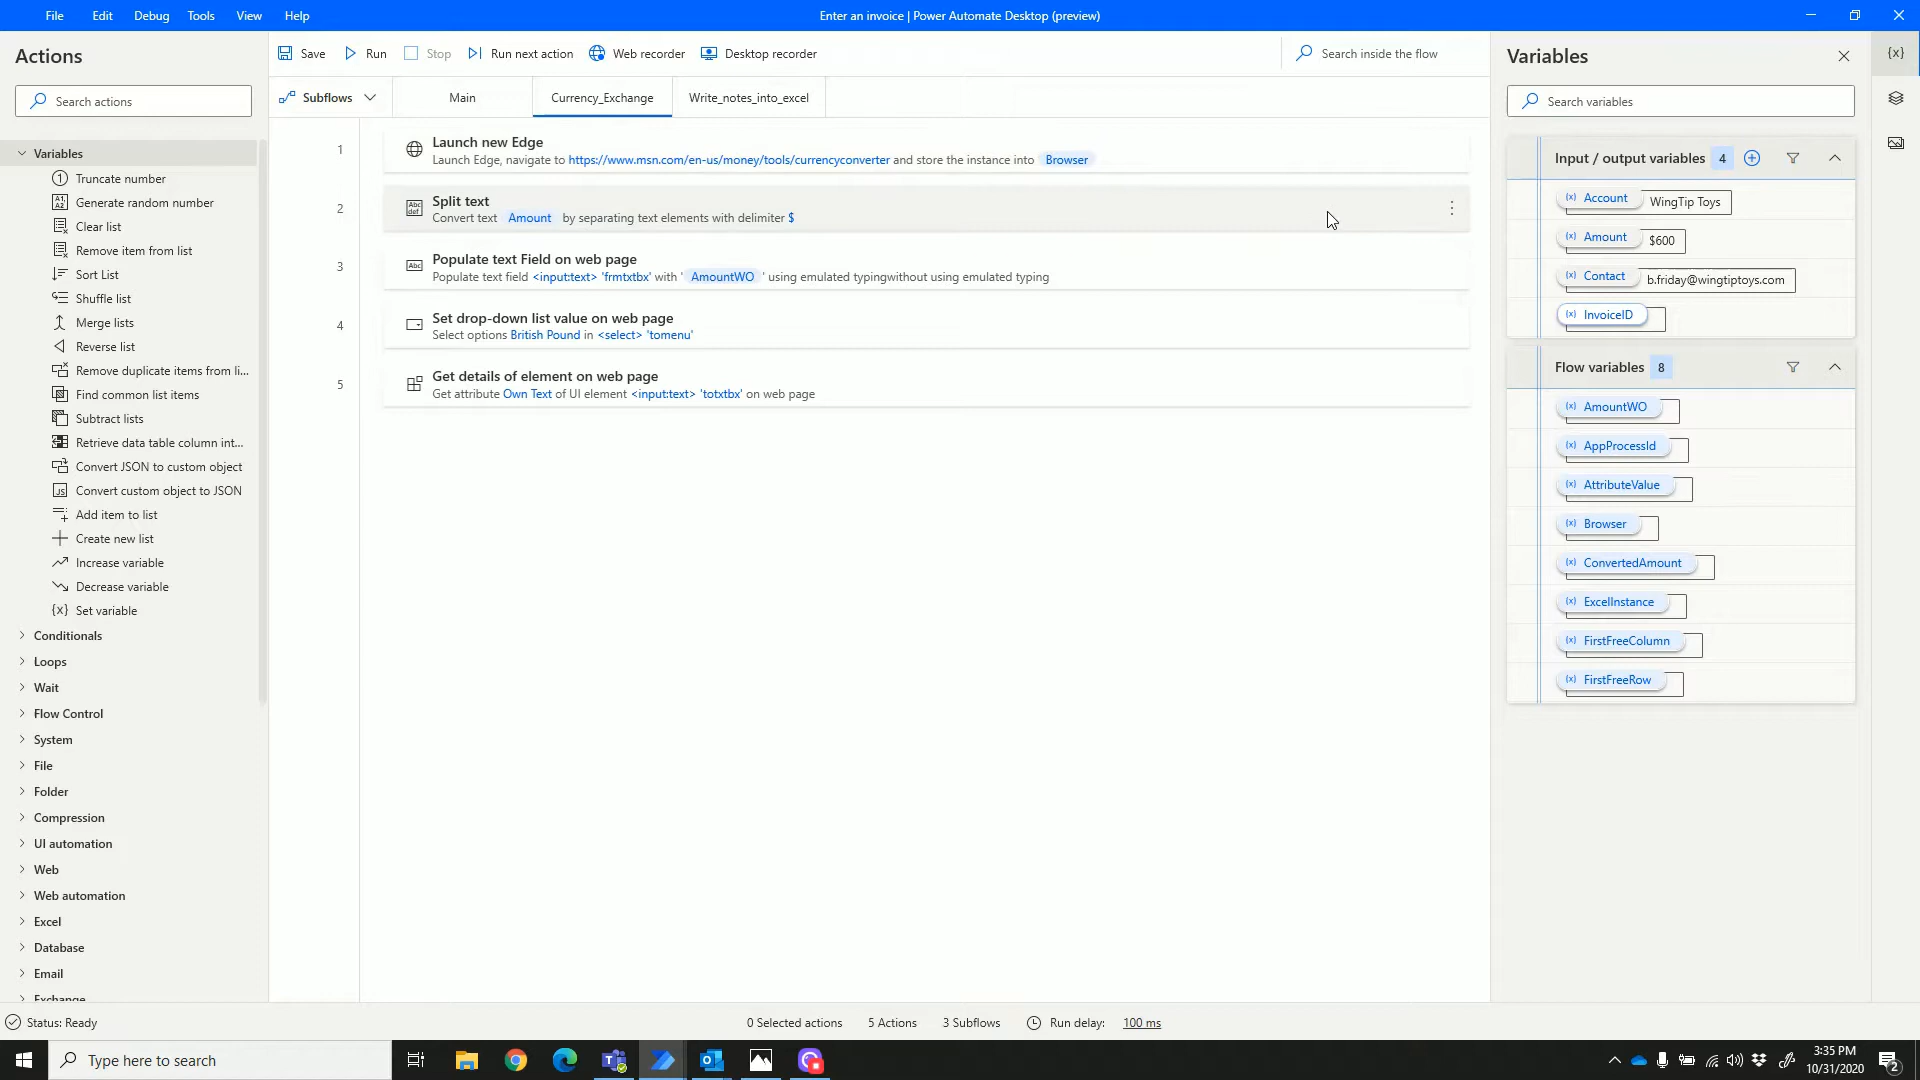 File Edit Debug Tools View Help
Enter an invoice | Power Automate Desktop (preview)
Actions
Search actions
Variables
Truncate number
Generate random number
Clear list
Remove item from list
Sort List
Shuffle list
Merge lists
Reverse list
Remove duplicate items from li...
Find common list items
Subtract lists
Retrieve data table column int...
Convert JSON to custom object
Convert custom object to JSON
Add item to list
Create new list
Increase variable
Decrease variable
Set variable
Conditionals
Loops
Wait
Flow Control
System
File
Folder
Compression
UI automation
Web
Web automation
Excel
Database
Email
Exchange
Save Run Stop Run next action Web recorder Desktop recorder
Search inside the flow
Subflows Main Currency_Exchange Write_notes_into_excel
1
Launch new Edge
Launch Edge, navigate to https://www.msn.com/en-us/money/tools/currencyconverter and store the instance into Browser
2
Split text
Convert text Amount by separating text elements with delimiter $
3
Populate text Field on web page
Populate text field <input:text> 'frmtxtbx' with ' AmountWO ' using emulated typingwithout using emulated typing
4
Set drop-down list value on web page
Select options British Pound in <select> 'tomenu'
5
Get details of element on web page
Get attribute Own Text of UI element <input:text> 'totxtbx' on web page
Variables
Search variables
Input / output variables 4
Account WingTip Toys
Amount $600
Contact b.friday@wingtiptoys.com
InvoiceID
Flow variables 8
AmountWO
AppProcessId
AttributeValue
Browser
ConvertedAmount
ExcelInstance
FirstFreeColumn
FirstFreeRow
Status: Ready
0 Selected actions 5 Actions 3 Subflows Run delay: 100 ms
Type here to search
3:35 PM
10/31/2020
2